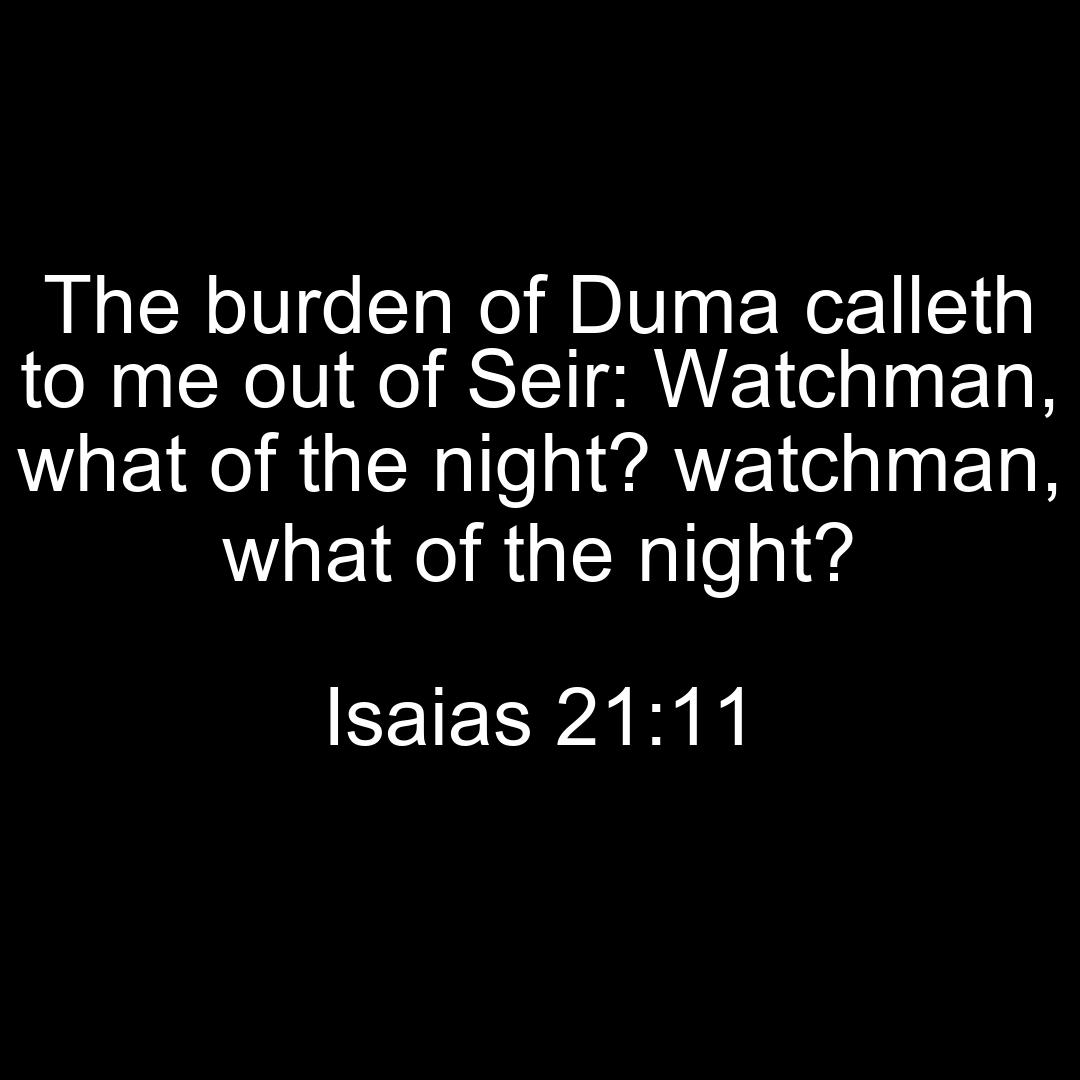 The burden of Duma calleth
to me out of Seir: Watchman,
what of the night? watchman,
what of the night?
Isaias 21:11